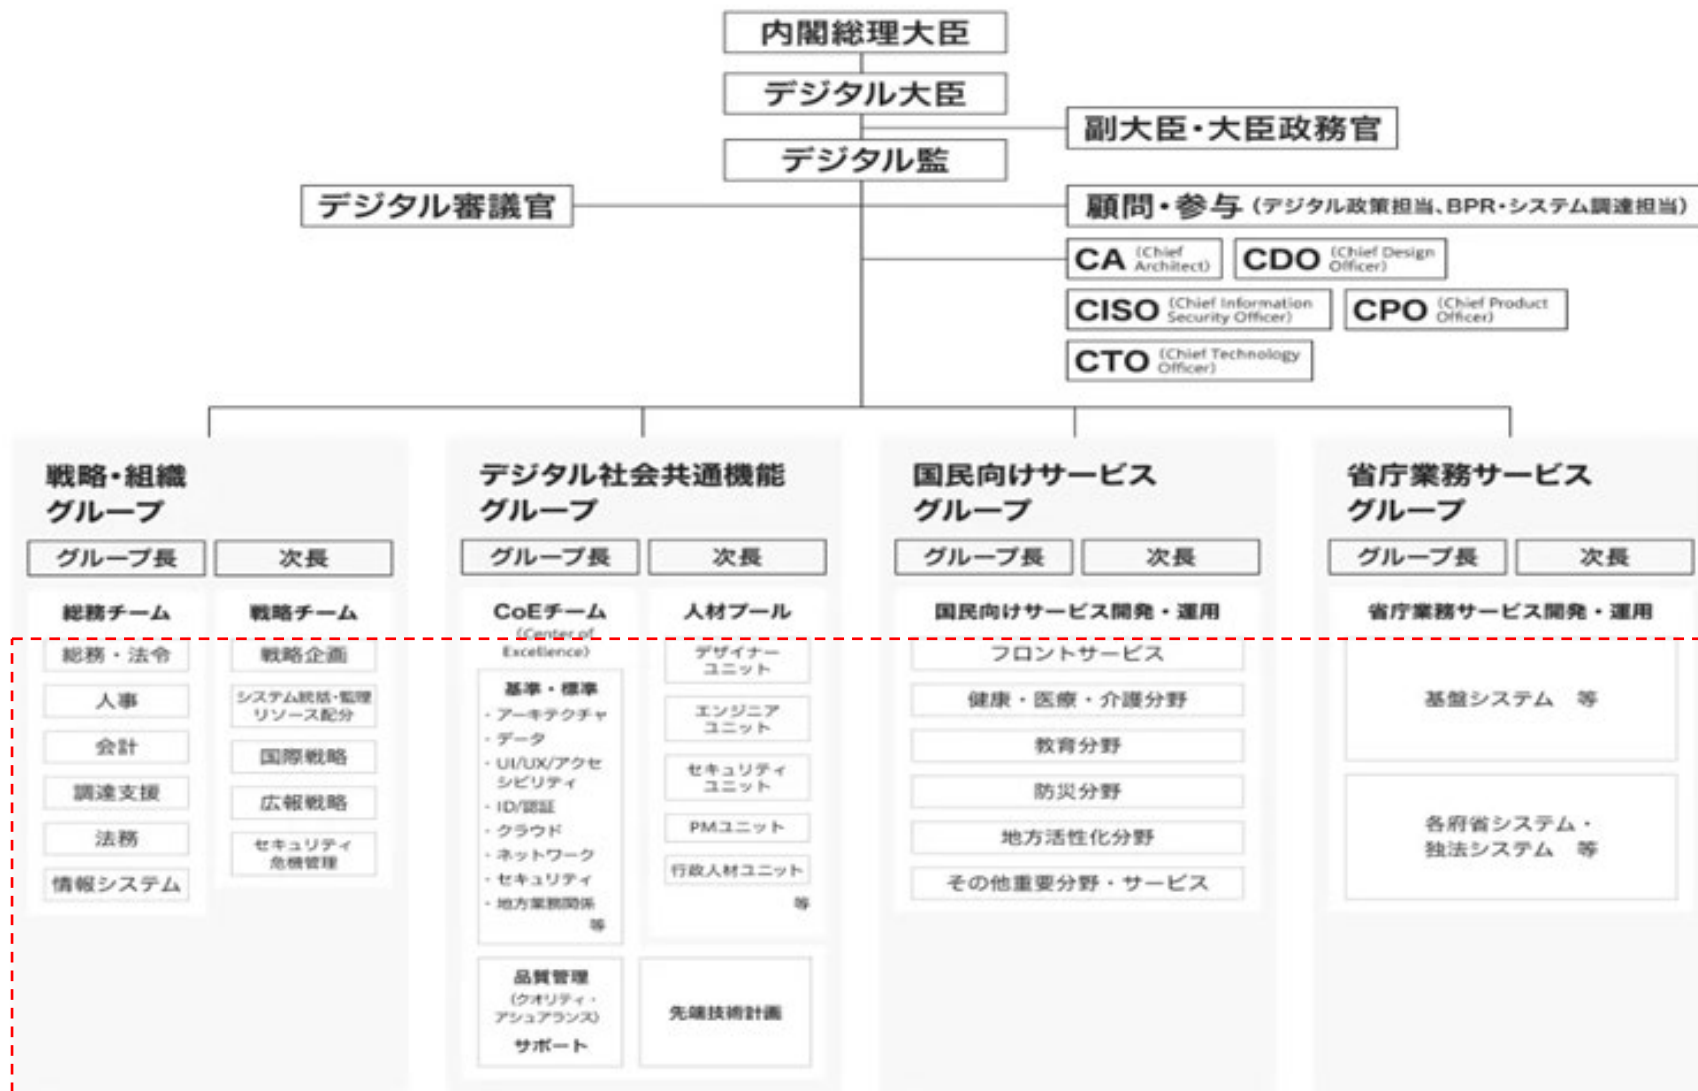 内閣総理大臣
デジタル大臣
副大臣・大臣政務官
デジタル監
デジタル審議官
顧問・参与（デジタル政策担当、BPR・システム調達担当）
CA（Chief
Architect）
CDO（Chief Design
Officer）
CISO（Chief Information
Security Officer）
CPO（Chief Product
Officer）
CTO（Chief Technology
Officer）
戦略・組織
グループ
グループ長
次長
総務チーム
総務・法令
人事
会計
調達支援
法務
情報システム
戦略チーム
戦略企画
システム統括・監理
リソース配分
国際戦略
広報戦略
セキュリティ
危機管理
デジタル社会共通機能
グループ
グループ長
次長
CoEチーム
（Center of
Excellence）
基準・標準
・アーキテクチャ
・データ
・UI/UX/アクセ
シビリティ
・ID/認証
・クラウド
・ネットワーク
・セキュリティ
・地方業務関係
等
品質管理
（クオリティ・
アシュアランス）
サポート
人材プール
デザイナー
ユニット
エンジニア
ユニット
セキュリティ
ユニット
PMユニット
行政人材ユニット
等
先端技術計画
国民向けサービス
グループ
グループ長
次長
国民向けサービス開発・運用
フロントサービス
健康・医療・介護分野
教育分野
防災分野
地方活性化分野
その他重要分野・サービス
省庁業務サービス
グループ
グループ長
次長
省庁業務サービス開発・運用
基盤システム　等
各府省システム・
独法システム　等